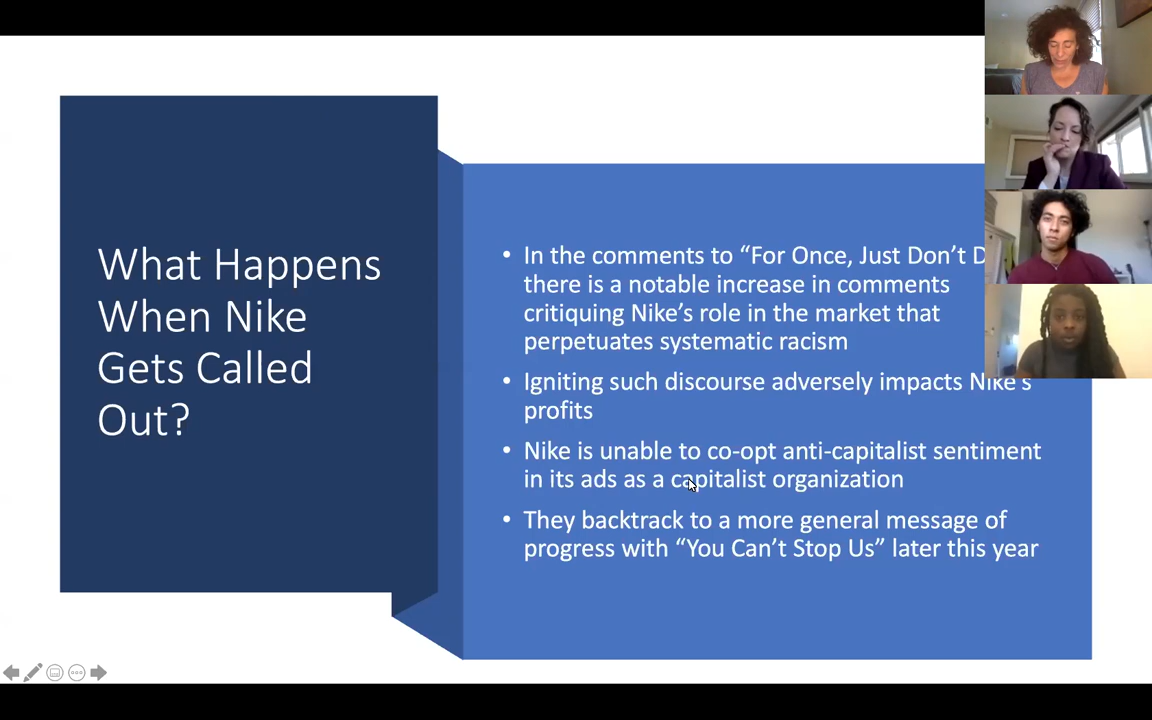 What Happens
When Nike
Gets Called
Out?
• In the comments to “For Once, Just Don’t D
there is a notable increase in comments
critiquing Nike’s role in the market that
perpetuates systematic racism
• Igniting such discourse adversely impacts Nike’s
profits
• Nike is unable to co-opt anti-capitalist sentiment
in its ads as a capitalist organization
• They backtrack to a more general message of
progress with “You Can’t Stop Us” later this year